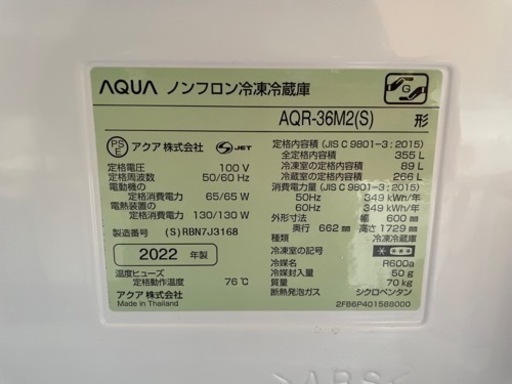 AQUA ノンフロン冷凍冷蔵庫
AQR-36M2(S) 形
PS E アクア株式会社 S JET
定格電圧 100 V
定格周波数 50/60 Hz
電動機の
定格消費電力 65/65 W
電熱装置の
定格消費電力 130/130 W
製造番号 (S)RBN7J3168
2022 年製
温度ヒューズ
定格動作温度 76℃
アクア株式会社
Made in Thailand
定格内容積 (JIS C 9801-3:2015)
全定格内容積 355 L
冷凍室の定格内容積 89 L
冷蔵室の定格内容積 266 L
消費電力量 (JIS C 9801-3:2015)
50Hz 349 kWh/年
60Hz 349 kWh/年
外形寸法 幅 600 mm
奥行 662 mm 高さ 1729 mm
種類 冷凍冷蔵庫
冷凍室の記号
冷媒名 R600a
冷媒封入量 50 g
質量 70 kg
断熱発泡ガス シクロペンタン
2FB6P401588000
G
>ABS<